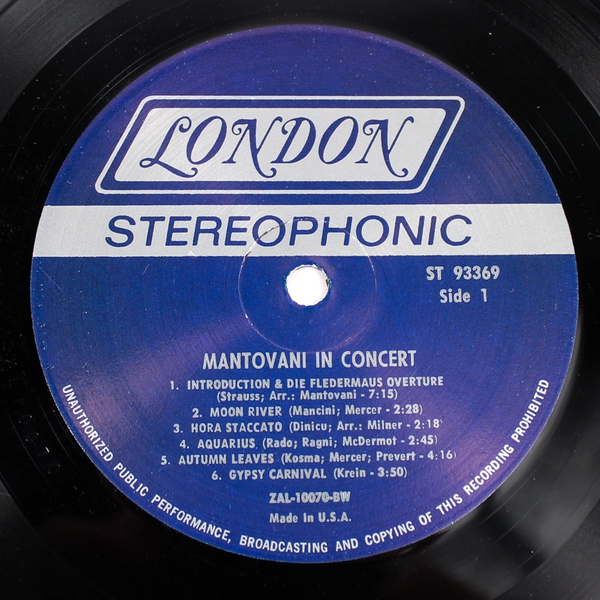 LONDON
STEREOPHONIC
ST 93369
Side 1
MANTOVANI IN CONCERT
1. INTRODUCTION & DIE FLEDERMAUS OVERTURE
(Strauss; Arr.: Mantovani - 7:15)
2. MOON RIVER (Mancini; Mercer - 2:28)
3. HORA STACCATO (Dinicu; Arr.: Milner - 2:18)
4. AQUARIUS (Rado; Ragni; McDermot - 2:45)
5. AUTUMN LEAVES (Kosma; Mercer; Prevert - 4:16)
6. GYPSY CARNIVAL (Krein - 3:50)
ZAL-10070-BW
Made In U.S.A.
UNAUTHORIZED PUBLIC PERFORMANCE, BROADCASTING AND COPYING OF THIS RECORDING PROHIBITED